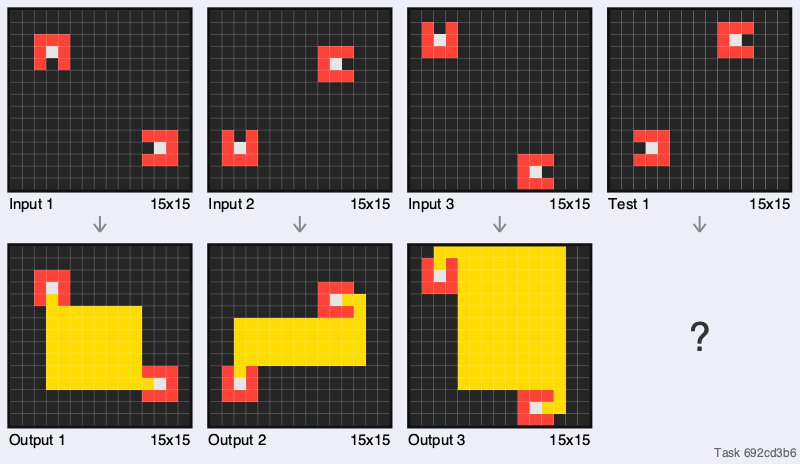 Input 1 15x15
Input 2 15x15
Input 3 15x15
Test 1 15x15
Output 1 15x15
Output 2 15x15
Output 3 15x15
?
Task 692cd3b6